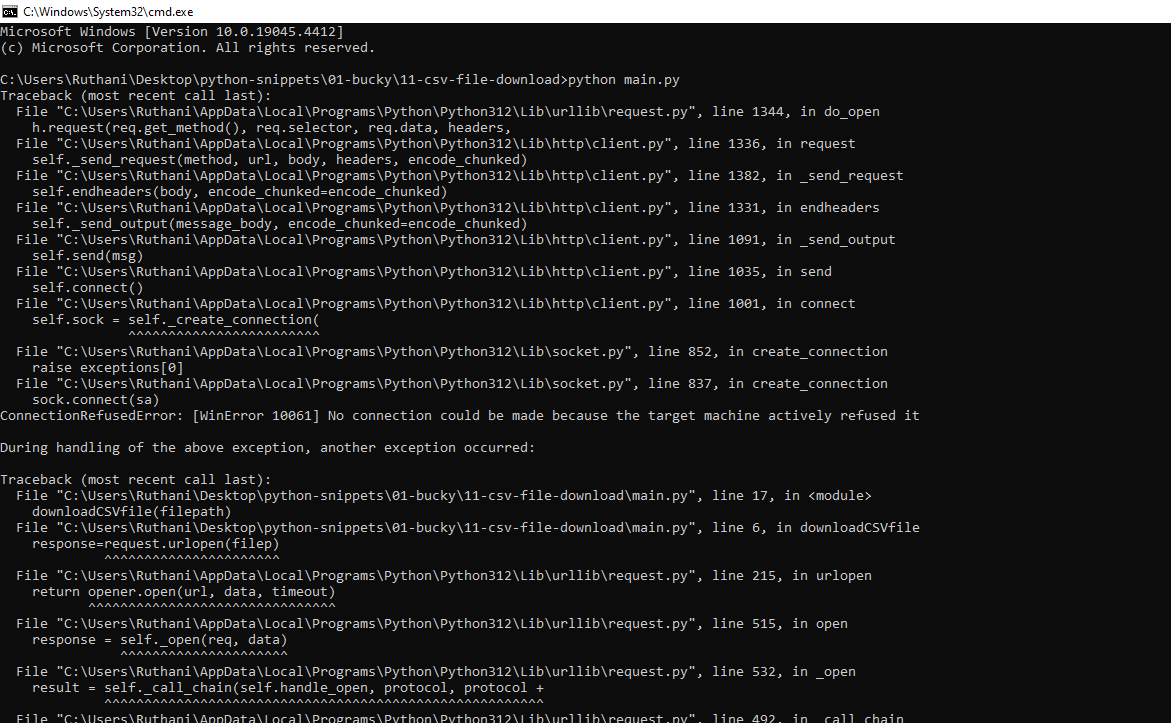 C:\Windows\System32\cmd.exe
Microsoft Windows [Version 10.0.19045.4412]
(c) Microsoft Corporation. All rights reserved.
C:\Users\Ruthani\Desktop\python-snippets\01-bucky\11-csv-file-download>python main.py
Traceback (most recent call last):
  File "C:\Users\Ruthani\AppData\Local\Programs\Python\Python312\Lib\urllib\request.py", line 1344, in do_open
    h.request(req.get_method(), req.selector, req.data, headers,
  File "C:\Users\Ruthani\AppData\Local\Programs\Python\Python312\Lib\http\client.py", line 1336, in request
    self._send_request(method, url, body, headers, encode_chunked)
  File "C:\Users\Ruthani\AppData\Local\Programs\Python\Python312\Lib\http\client.py", line 1382, in _send_request
    self.endheaders(body, encode_chunked=encode_chunked)
  File "C:\Users\Ruthani\AppData\Local\Programs\Python\Python312\Lib\http\client.py", line 1331, in endheaders
    self._send_output(message_body, encode_chunked=encode_chunked)
  File "C:\Users\Ruthani\AppData\Local\Programs\Python\Python312\Lib\http\client.py", line 1091, in _send_output
    self.send(msg)
  File "C:\Users\Ruthani\AppData\Local\Programs\Python\Python312\Lib\http\client.py", line 1035, in send
    self.connect()
  File "C:\Users\Ruthani\AppData\Local\Programs\Python\Python312\Lib\http\client.py", line 1001, in connect
    self.sock = self._create_connection(
                ^^^^^^^^^^^^^^^^^^^^^^^^
  File "C:\Users\Ruthani\AppData\Local\Programs\Python\Python312\Lib\socket.py", line 852, in create_connection
    raise exceptions[0]
  File "C:\Users\Ruthani\AppData\Local\Programs\Python\Python312\Lib\socket.py", line 837, in create_connection
    sock.connect(sa)
ConnectionRefusedError: [WinError 10061] No connection could be made because the target machine actively refused it
During handling of the above exception, another exception occurred:
Traceback (most recent call last):
  File "C:\Users\Ruthani\Desktop\python-snippets\01-bucky\11-csv-file-download\main.py", line 17, in <module>
    downloadCSVfile(filepath)
  File "C:\Users\Ruthani\Desktop\python-snippets\01-bucky\11-csv-file-download\main.py", line 6, in downloadCSVfile
    response=request.urlopen(filep)
             ^^^^^^^^^^^^^^^^^^^^^^
  File "C:\Users\Ruthani\AppData\Local\Programs\Python\Python312\Lib\urllib\request.py", line 215, in urlopen
    return opener.open(url, data, timeout)
           ^^^^^^^^^^^^^^^^^^^^^^^^^^^^^^^
  File "C:\Users\Ruthani\AppData\Local\Programs\Python\Python312\Lib\urllib\request.py", line 515, in open
    response = self._open(req, data)
               ^^^^^^^^^^^^^^^^^^^^^
  File "C:\Users\Ruthani\AppData\Local\Programs\Python\Python312\Lib\urllib\request.py", line 532, in _open
    result = self._call_chain(self.handle_open, protocol, protocol +
             ^^^^^^^^^^^^^^^^^^^^^^^^^^^^^^^^^^^^^^^^^^^^^^^^^^^^^^^
  File "C:\Users\Ruthani\AppData\Local\Programs\Python\Python312\Lib\urllib\request.py", line 492, in _call_chain